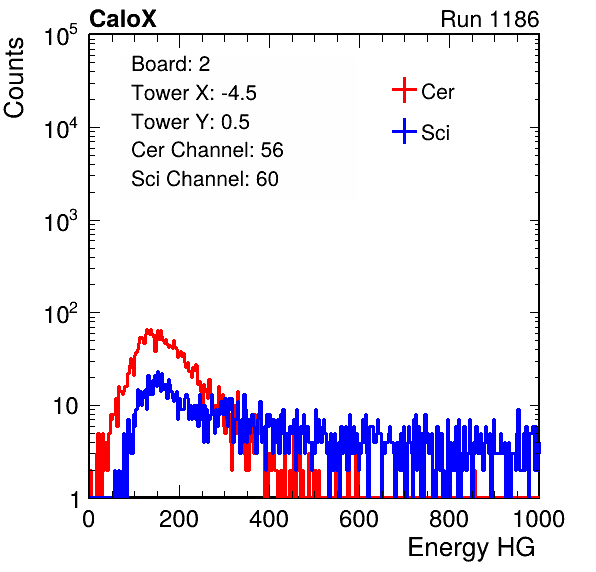 CaloX Run 1186
Counts
10^5
10^4
10^3
10^2
10
1
Board: 2
Tower X: -4.5
Tower Y: 0.5
Cer Channel: 56
Sci Channel: 60
Cer
Sci
0 200 400 600 800 1000
Energy HG